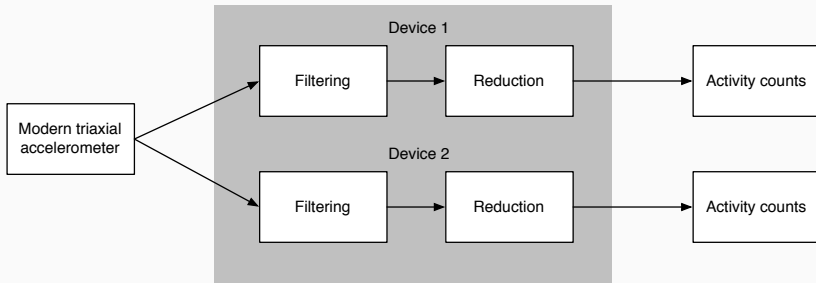 Device 1
Filtering
Reduction
Activity counts
Modern triaxial
accelerometer
Device 2
Filtering
Reduction
Activity counts